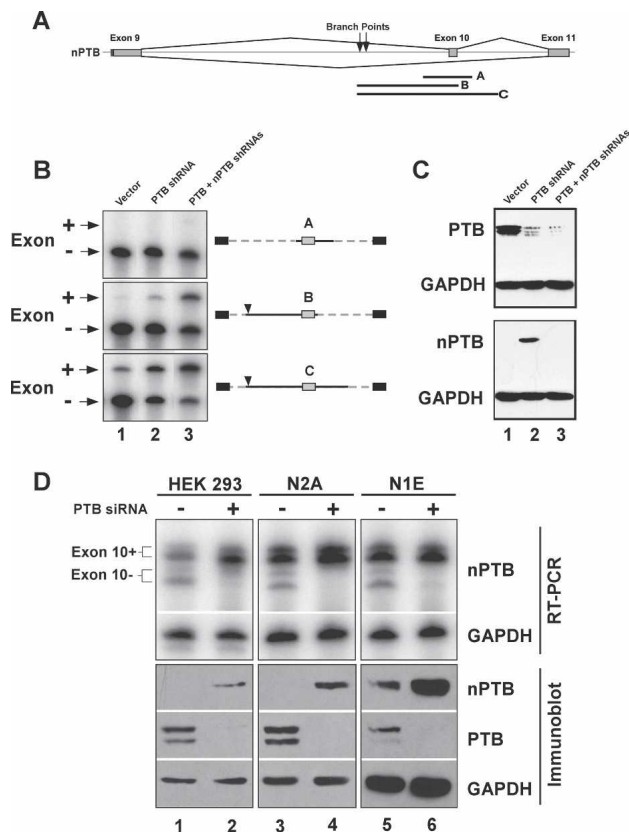 A
Branch Points
Exon 9
Exon 10
Exon 11
nPTB
A
B
C
B
Vector
PTB shRNA
PTB + nPTB shRNAs
Exon
+
-
A
Exon
+
-
B
Exon
+
-
C
1 2 3
C
Vector
PTB shRNA
PTB + nPTB shRNAs
PTB
GAPDH
nPTB
GAPDH
1 2 3
D
HEK 293 N2A N1E
PTB siRNA - + - + - +
Exon 10+
Exon 10-
nPTB
GAPDH
RT-PCR
nPTB
PTB
GAPDH
Immunoblot
1 2 3 4 5 6